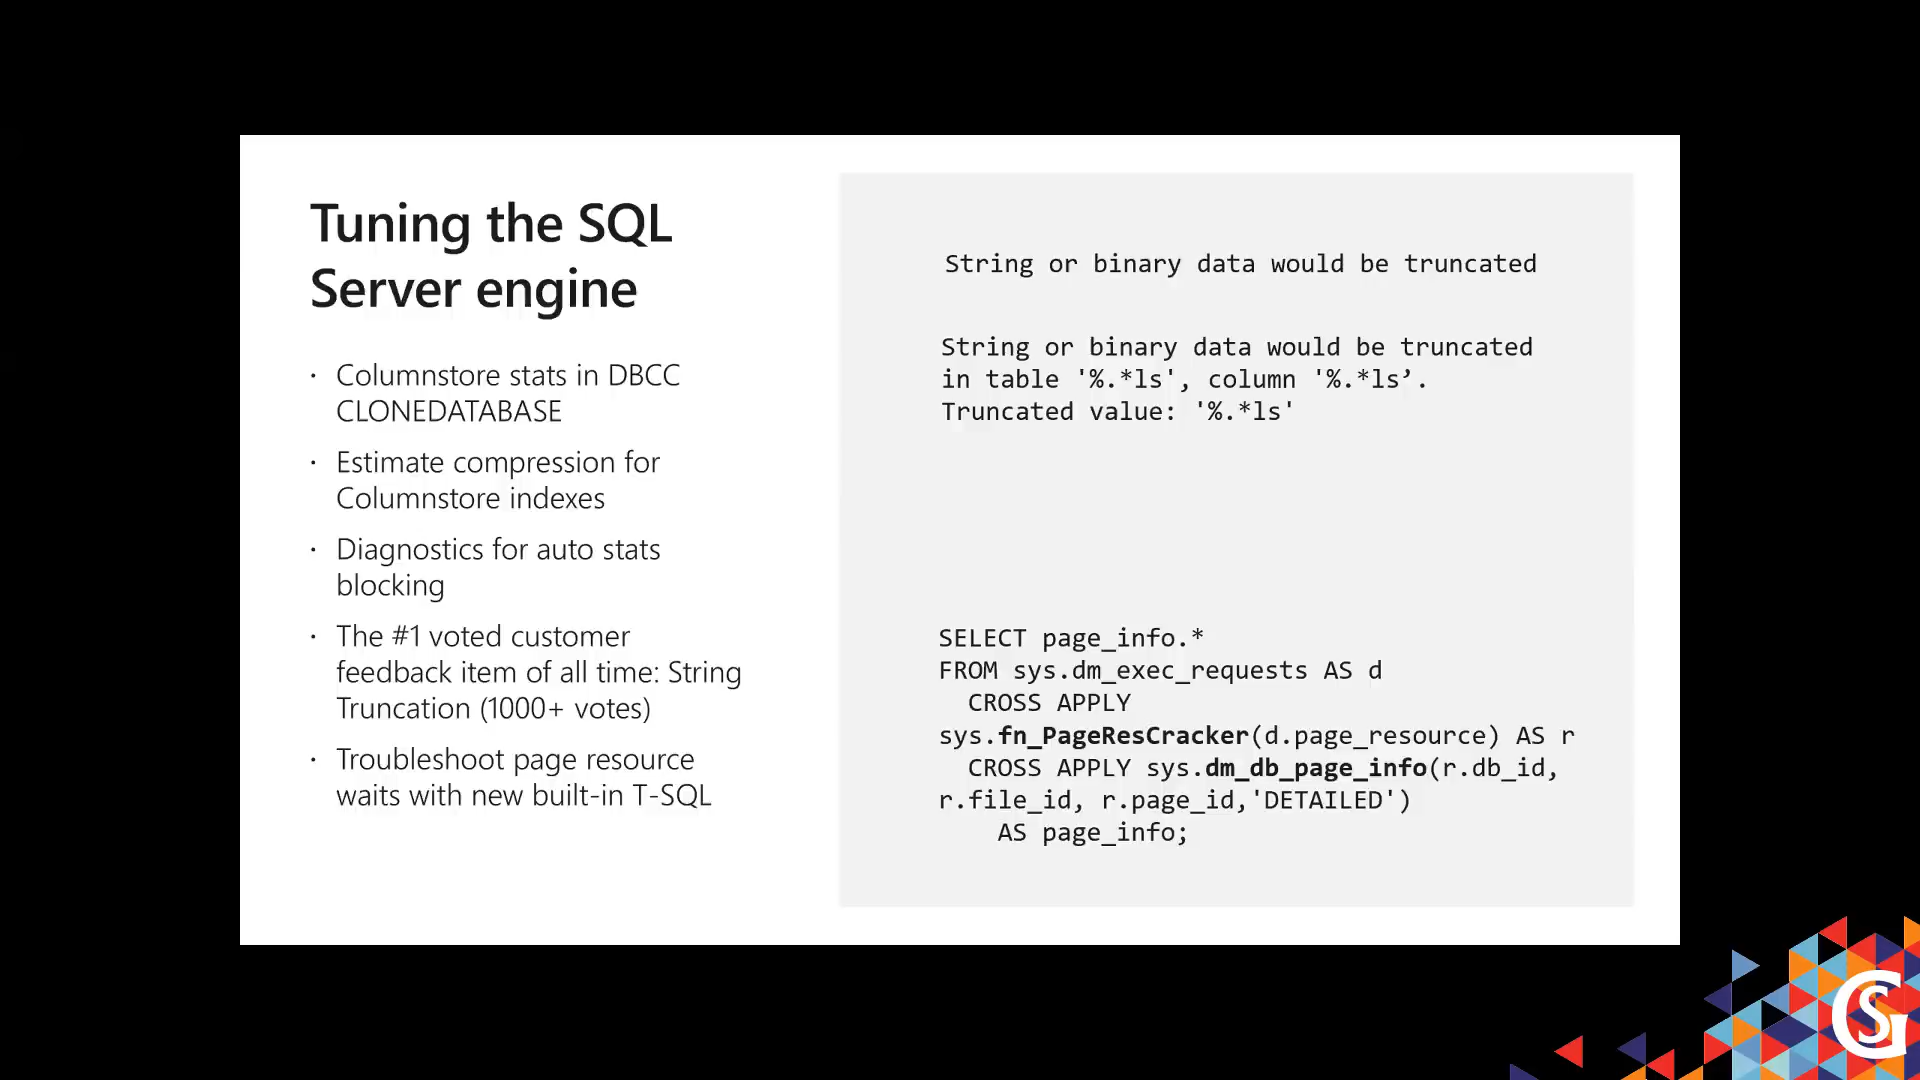 Tuning the SQL
Server engine
· Columnstore stats in DBCC
CLONEDATABASE
· Estimate compression for
Columnstore indexes
· Diagnostics for auto stats
blocking
· The #1 voted customer
feedback item of all time: String
Truncation (1000+ votes)
· Troubleshoot page resource
waits with new built-in T-SQL
String or binary data would be truncated
String or binary data would be truncated
in table '%.*ls', column '%.*ls’.
Truncated value: '%.*ls'
SELECT page_info.*
FROM sys.dm_exec_requests AS d
  CROSS APPLY
sys.fn_PageResCracker(d.page_resource) AS r
  CROSS APPLY sys.dm_db_page_info(r.db_id,
r.file_id, r.page_id,'DETAILED')
    AS page_info;
GS